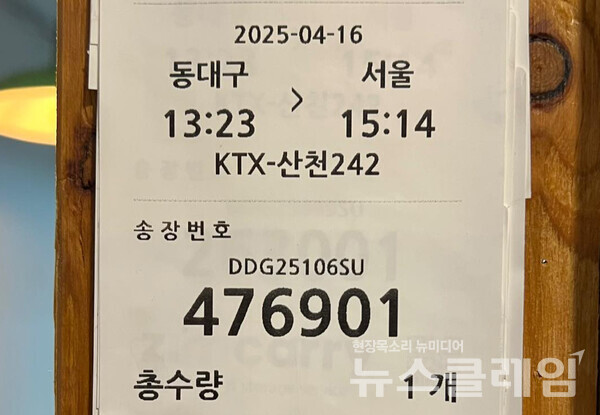 2025-04-16
동대구 > 서울
13:23 15:14
KTX-산천242
송장번호
DDG25106SU
476901
현장목소리 뉴미디어
뉴스클레임
총수량 1 개